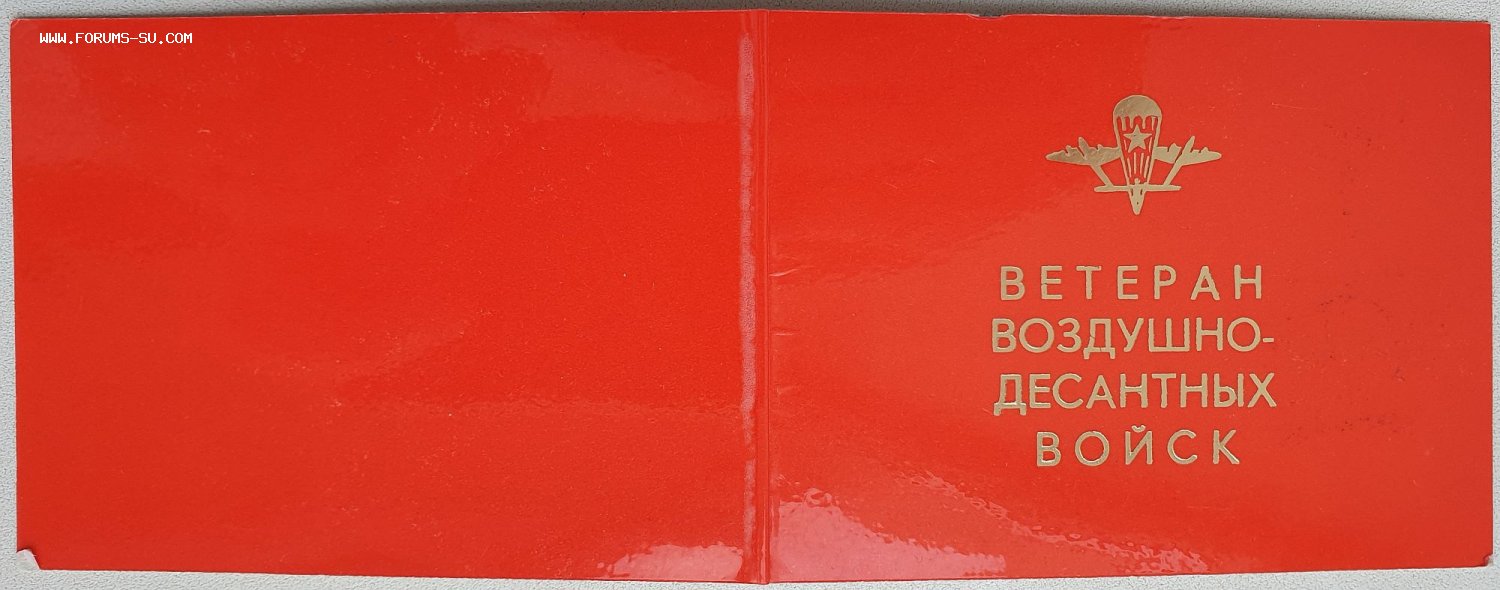 WWW.FORUMS-SU.COM
ВЕТЕРАН
ВОЗДУШНО-
ДЕСАНТНЫХ
ВОЙСК